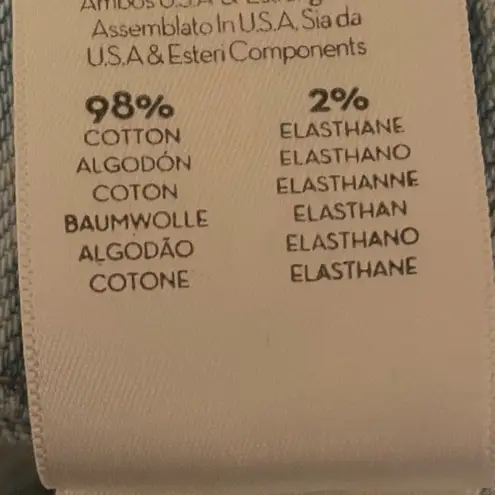 Ambos U.S.A &
Assemblato In U.S.A, Sia da
U.S.A & Esteri Components
98% 2%
COTTON ELASTHANE
ALGODÓN ELASTHANO
COTON ELASTHANNE
BAUMWOLLE ELASTHAN
ALGODÃO ELASTHANO
COTONE ELASTHANE